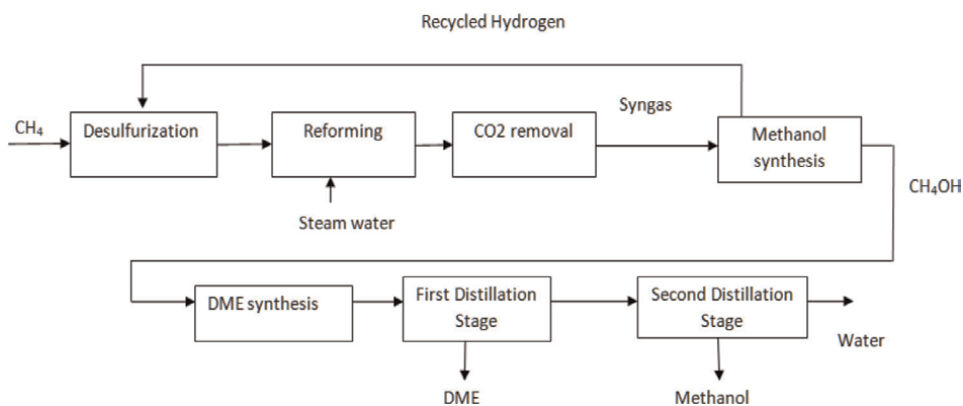 Recycled Hydrogen
Syngas
CH4
Desulfurization
Reforming
CO2 removal
Methanol
synthesis
CH4OH
Steam water
DME synthesis
First Distillation
Stage
Second Distillation
Stage
Water
DME
Methanol